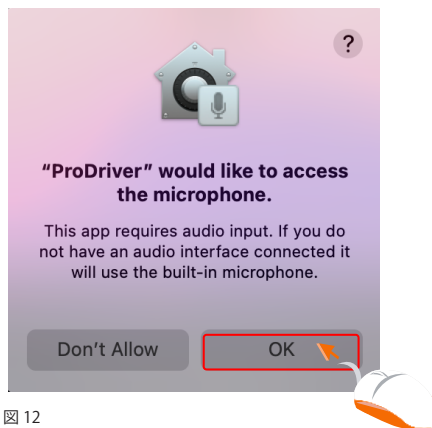 ?
“ProDriver” would like to access
the microphone.
This app requires audio input. If you do
not have an audio interface connected it
will use the built-in microphone.
Don’t Allow
OK
図 12